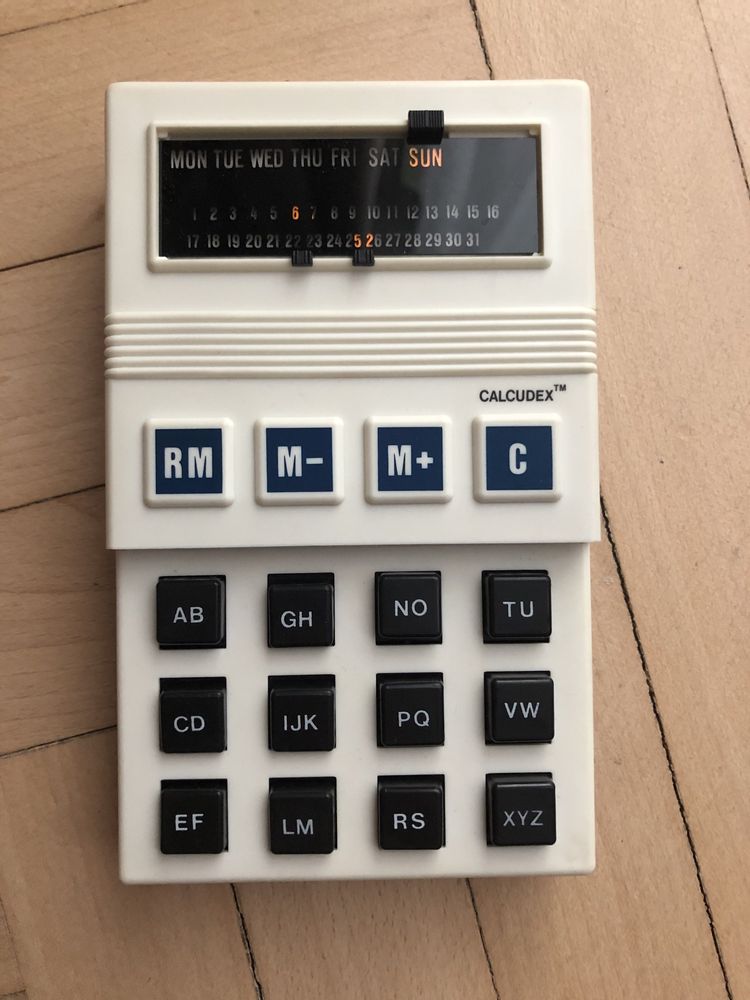 MON TUE WED THU FRI SAT SUN
1 2 3 4 5 6 7 8 9 10 11 12 13 14 15 16
17 18 19 20 21 22 23 24 25 26 27 28 29 30 31
CALCUDEX™
RM M- M+ C
AB GH NO TU
CD IJK PQ VW
EF LM RS XYZ